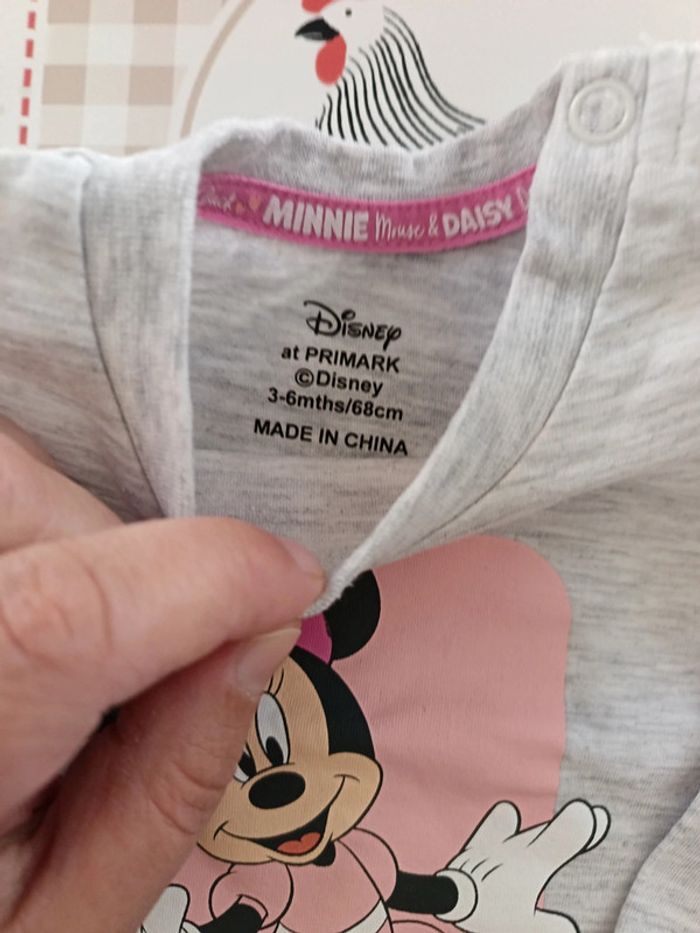 MINNIE Mouse & DAISY
Disney
at PRIMARK
©Disney
3-6mths/68cm
MADE IN CHINA